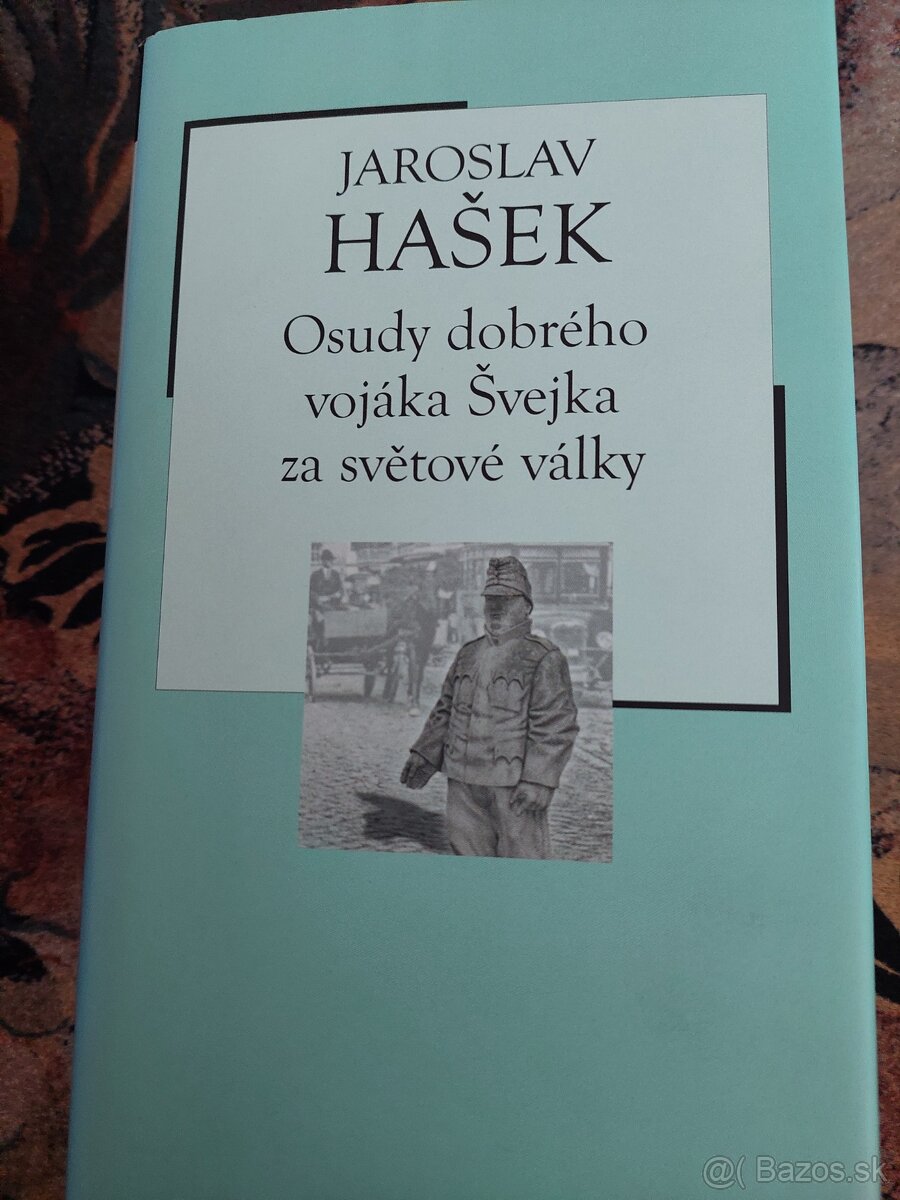 JAROSLAV
HAŠEK
Osudy dobrého
vojáka Švejka
za světové války
@( Bazos.sk